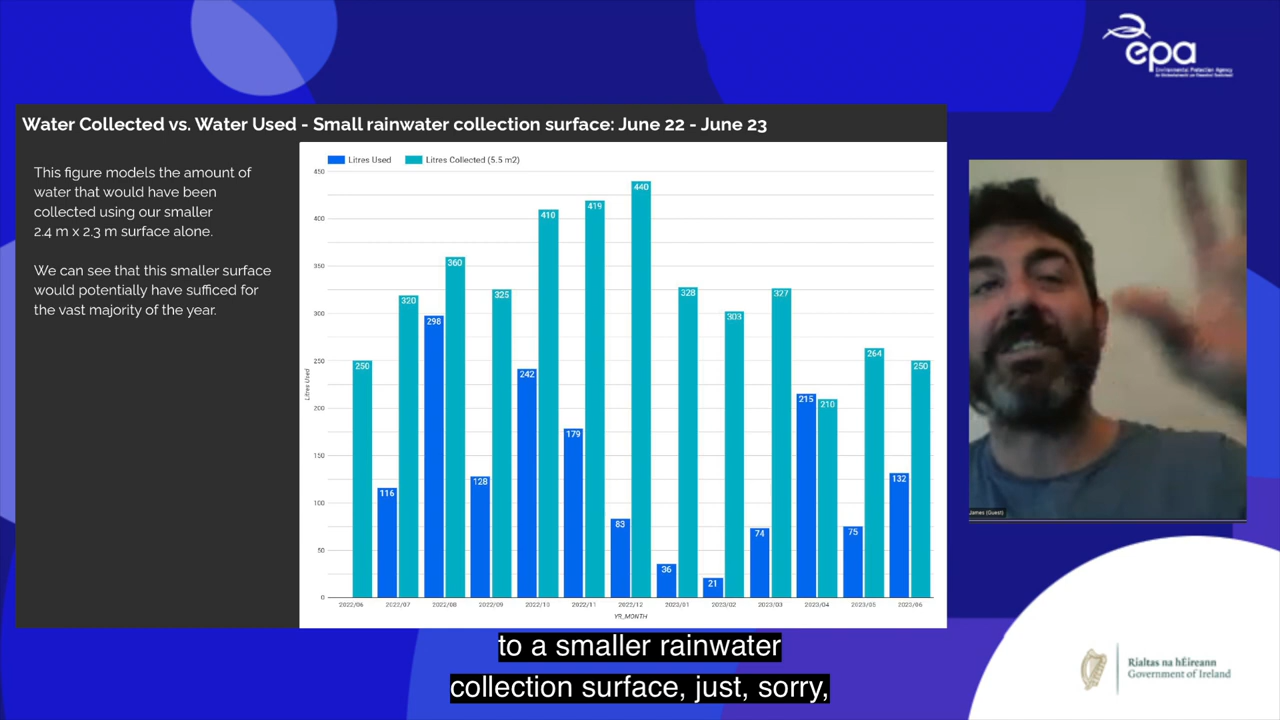 epa
Environmental Protection Agency
Water Collected vs. Water Used - Small rainwater collection surface: June 22 - June 23
This figure models the amount of
water that would have been
collected using our smaller
2.4 m x 2.3 m surface alone.
We can see that this smaller surface
would potentially have sufficed for
the vast majority of the year.
Litres Used
Litres Collected (5.5 m2)
450
400
350
300
250
200
150
100
50
0
Litres Used
250
116
320
298
360
128
325
242
410
179
419
83
440
36
328
21
303
74
327
215
210
75
264
132
250
2022/06
2022/07
2022/08
2022/09
2022/10
2022/11
2022/12
2023/01
2023/02
2023/03
2023/04
2023/05
2023/06
YR_MONTH
James (Guest)
to a smaller rainwater
collection surface, just, sorry,
Rialtas na hÉireann
Government of Ireland